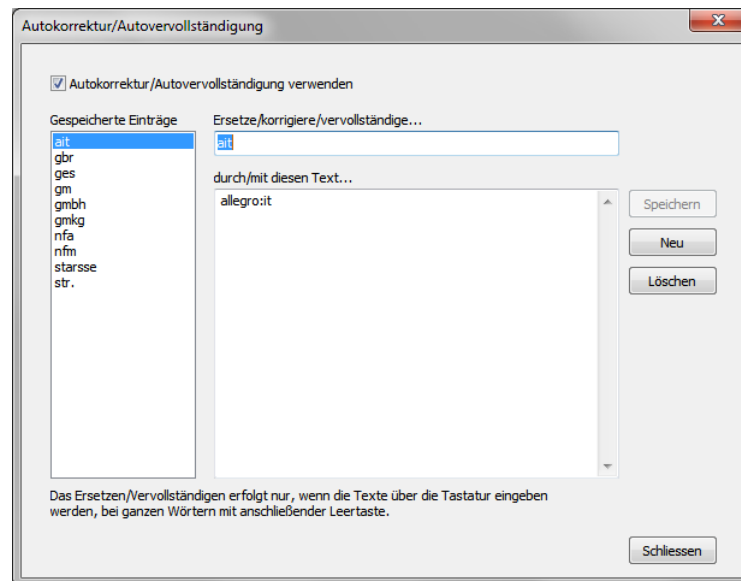 Autokorrektur/Autovervollständigung
Autokorrektur/Autovervollständigung verwenden
Gespeicherte Einträge
ait
gbr
ges
gm
gmbh
gmkg
nfa
nfm
starsse
str.
Ersetze/korrigiere/vervollständige...
ait
durch/mit diesen Text...
allegro:it
Speichern
Neu
Löschen
Das Ersetzen/Vervollständigen erfolgt nur, wenn die Texte über die Tastatur eingeben
werden, bei ganzen Wörtern mit anschließender Leertaste.
Schliessen